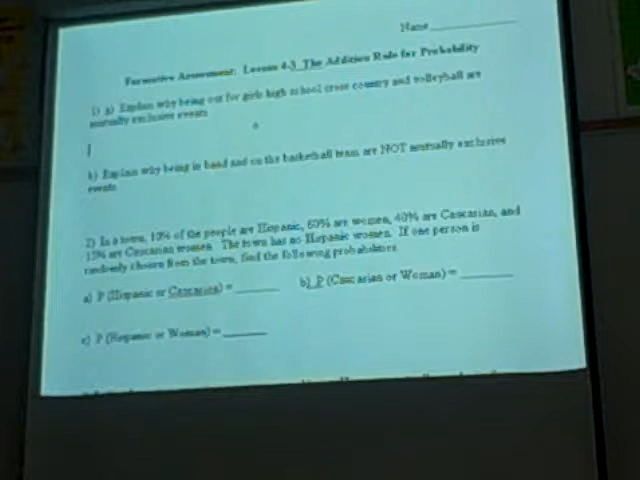 Name
Formative Assessment: Lesson 4-3 The Addition Rule for Probability
1) a) Explain why being out for girls high school cross country and volleyball are
mutually exclusive events
b) Explain why being in band and on the basketball team are NOT mutually exclusive
events
2) In a town, 10% of the people are Hispanic, 60% are women, 40% are Caucasian, and
15% are Caucasian women. The town has no Hispanic women. If one person is
randomly chosen from the town, find the following probabilities.
a) P (Hispanic or Caucasian) =
b) P (Caucasian or Woman) =
c) P (Hispanic or Woman) =